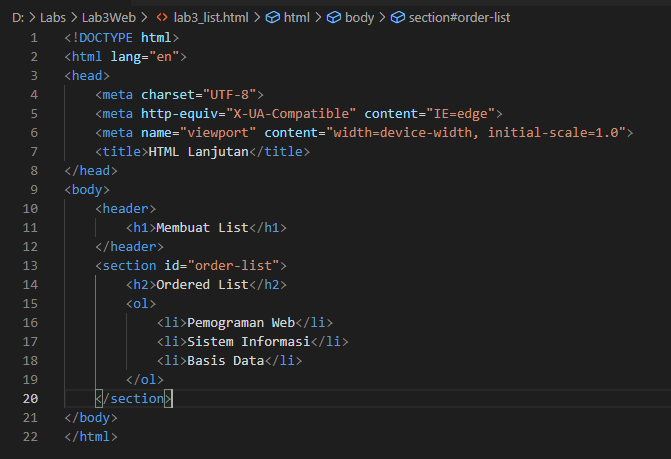 D: > Labs > Lab3Web > <> lab3_list.html > html > body > section#order-list
1 <!DOCTYPE html>
2 <html lang="en">
3 <head>
4     <meta charset="UTF-8">
5     <meta http-equiv="X-UA-Compatible" content="IE=edge">
6     <meta name="viewport" content="width=device-width, initial-scale=1.0">
7     <title>HTML Lanjutan</title>
8 </head>
9 <body>
10     <header>
11         <h1>Membuat List</h1>
12     </header>
13     <section id="order-list">
14         <h2>Ordered List</h2>
15         <ol>
16             <li>Pemograman Web</li>
17             <li>Sistem Informasi</li>
18             <li>Basis Data</li>
19         </ol>
20     </section>
21 </body>
22 </html>